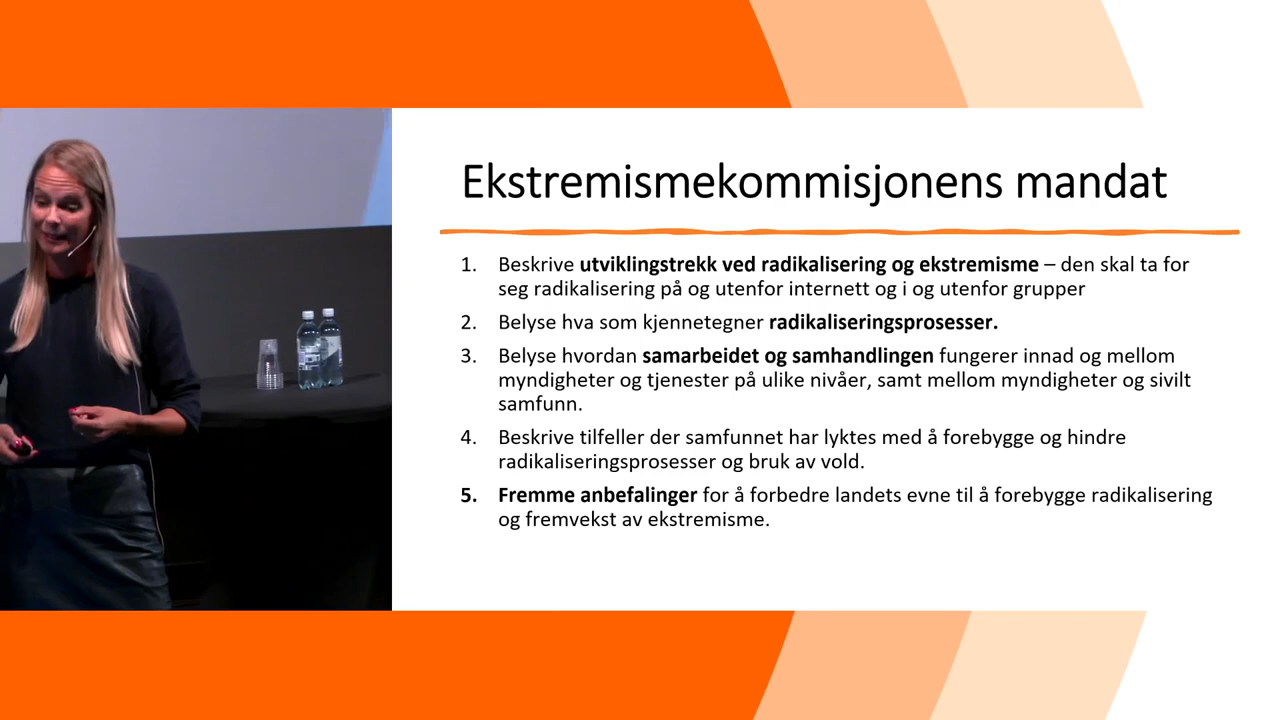 Ekstremismekommisjonens mandat
1. Beskrive utviklingstrekk ved radikalisering og ekstremisme – den skal ta for
seg radikalisering på og utenfor internett og i og utenfor grupper
2. Belyse hva som kjennetegner radikaliseringsprosesser.
3. Belyse hvordan samarbeidet og samhandlingen fungerer innad og mellom
myndigheter og tjenester på ulike nivåer, samt mellom myndigheter og sivilt
samfunn.
4. Beskrive tilfeller der samfunnet har lyktes med å forebygge og hindre
radikaliseringsprosesser og bruk av vold.
5. Fremme anbefalinger for å forbedre landets evne til å forebygge radikalisering
og fremvekst av ekstremisme.